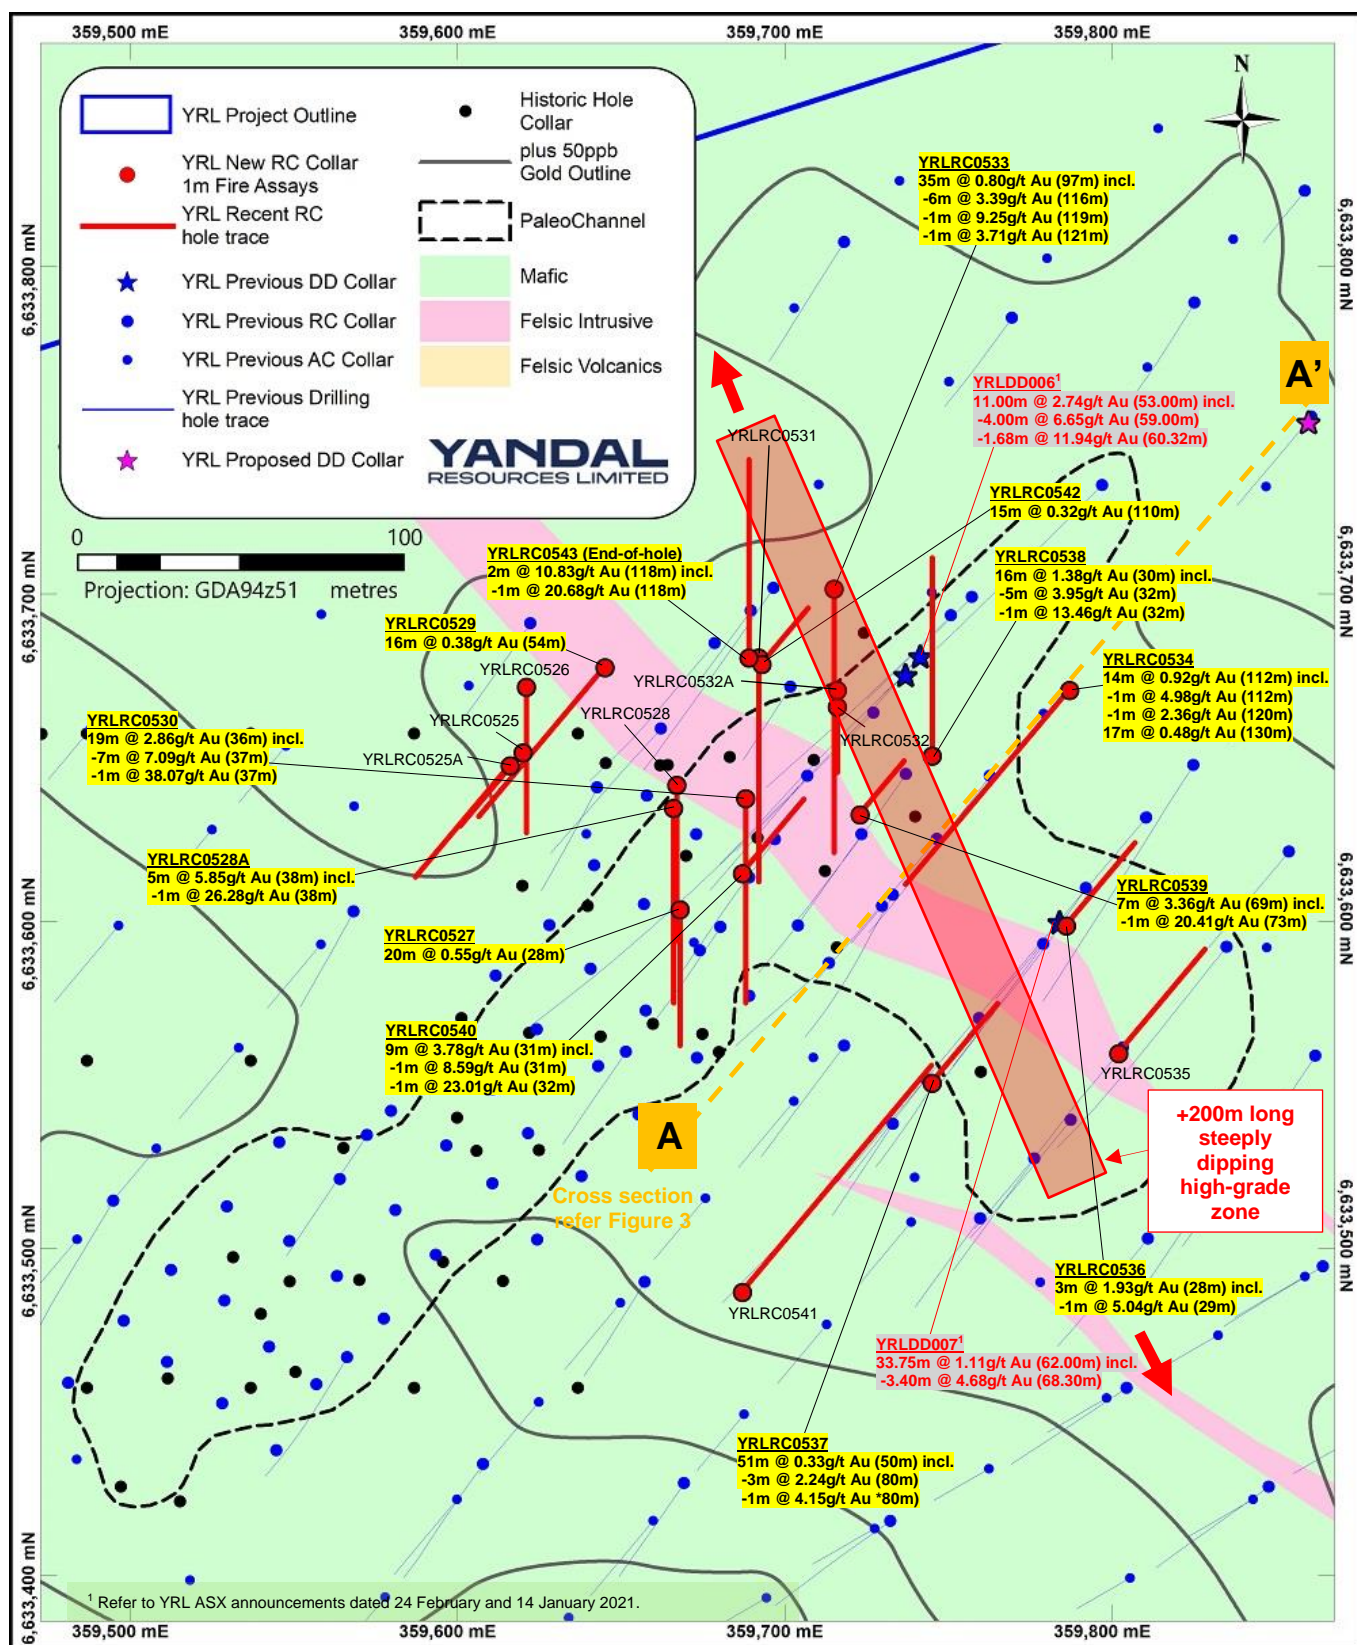 359,500 mE
359,600 mE
359,700 mE
359,800 mE
YRL Project Outline
YRL New RC Collar
1m Fire Assays
YRL Recent RC
hole trace
YRL Previous DD Collar
YRL Previous RC Collar
YRL Previous AC Collar
YRL Previous Drilling
hole trace
YRL Proposed DD Collar
Historic Hole
Collar
plus 50ppb
Gold Outline
PaleoChannel
Mafic
Felsic Intrusive
Felsic Volcanics
YANDAL
RESOURCES LIMITED
N
0
100
Projection: GDA94z51
metres
6,633,800 mN
6,633,700 mN
6,633,600 mN
6,633,500 mN
6,633,400 mN
6,633,800 mN
6,633,700 mN
6,633,600 mN
6,633,500 mN
YRLRC0533
35m @ 0.80g/t Au (97m) incl.
-6m @ 3.39g/t Au (116m)
-1m @ 9.25g/t Au (119m)
-1m @ 3.71g/t Au (121m)
A'
YRLDD006¹
11.00m @ 2.74g/t Au (53.00m) incl.
-4.00m @ 6.65g/t Au (59.00m)
-1.68m @ 11.94g/t Au (60.32m)
YRLRC0531
YRLRC0542
15m @ 0.32g/t Au (110m)
YRLRC0543 (End-of-hole)
2m @ 10.83g/t Au (118m) incl.
-1m @ 20.68g/t Au (118m)
YRLRC0538
16m @ 1.38g/t Au (30m) incl.
-5m @ 3.95g/t Au (32m)
-1m @ 13.46g/t Au (32m)
YRLRC0529
16m @ 0.38g/t Au (54m)
YRLRC0534
14m @ 0.92g/t Au (112m) incl.
-1m @ 4.98g/t Au (112m)
-1m @ 2.36g/t Au (120m)
17m @ 0.48g/t Au (130m)
YRLRC0526
YRLRC0532A
YRLRC0530
19m @ 2.86g/t Au (36m) incl.
-7m @ 7.09g/t Au (37m)
-1m @ 38.07g/t Au (37m)
YRLRC0525
YRLRC0528
YRLRC0532
YRLRC0525A
YRLRC0528A
5m @ 5.85g/t Au (38m) incl.
-1m @ 26.28g/t Au (38m)
YRLRC0539
7m @ 3.36g/t Au (69m) incl.
-1m @ 20.41g/t Au (73m)
YRLRC0527
20m @ 0.55g/t Au (28m)
YRLRC0540
9m @ 3.78g/t Au (31m) incl.
-1m @ 8.59g/t Au (31m)
-1m @ 23.01g/t Au (32m)
YRLRC0535
A
Cross section
refer Figure 3
+200m long
steeply
dipping
high-grade
zone
YRLRC0536
3m @ 1.93g/t Au (28m) incl.
-1m @ 5.04g/t Au (29m)
YRLRC0541
YRLDD007¹
33.75m @ 1.11g/t Au (62.00m) incl.
-3.40m @ 4.68g/t Au (68.30m)
YRLRC0537
51m @ 0.33g/t Au (50m) incl.
-3m @ 2.24g/t Au (80m)
-1m @ 4.15g/t Au *80m)
¹ Refer to YRL ASX announcements dated 24 February and 14 January 2021.
359,500 mE
359,600 mE
359,700 mE
359,800 mE